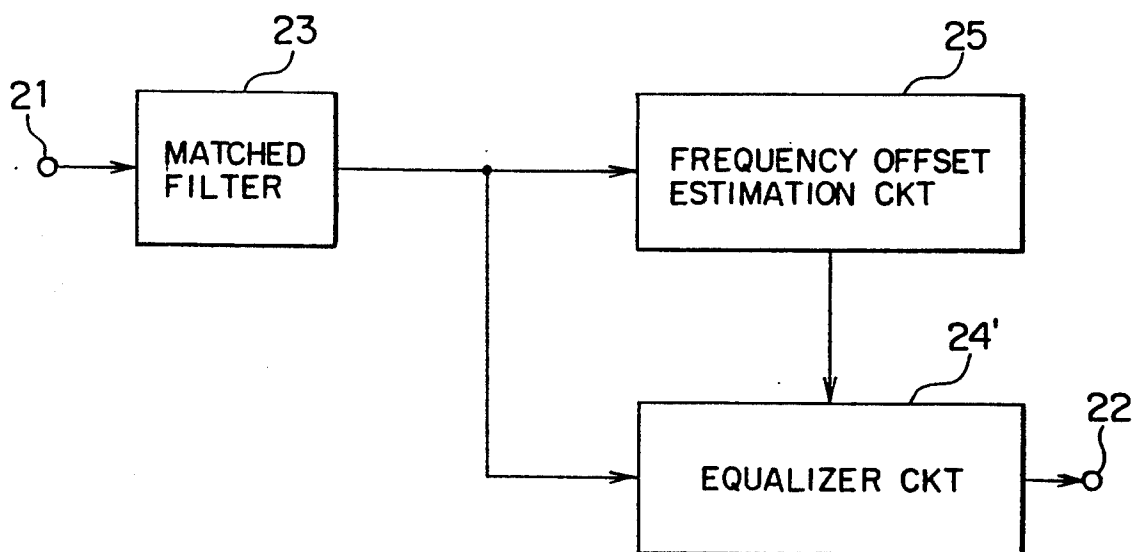 23
25
21
MATCHED
FILTER
FREQUENCY OFFSET
ESTIMATION CKT
24'
22
EQUALIZER CKT